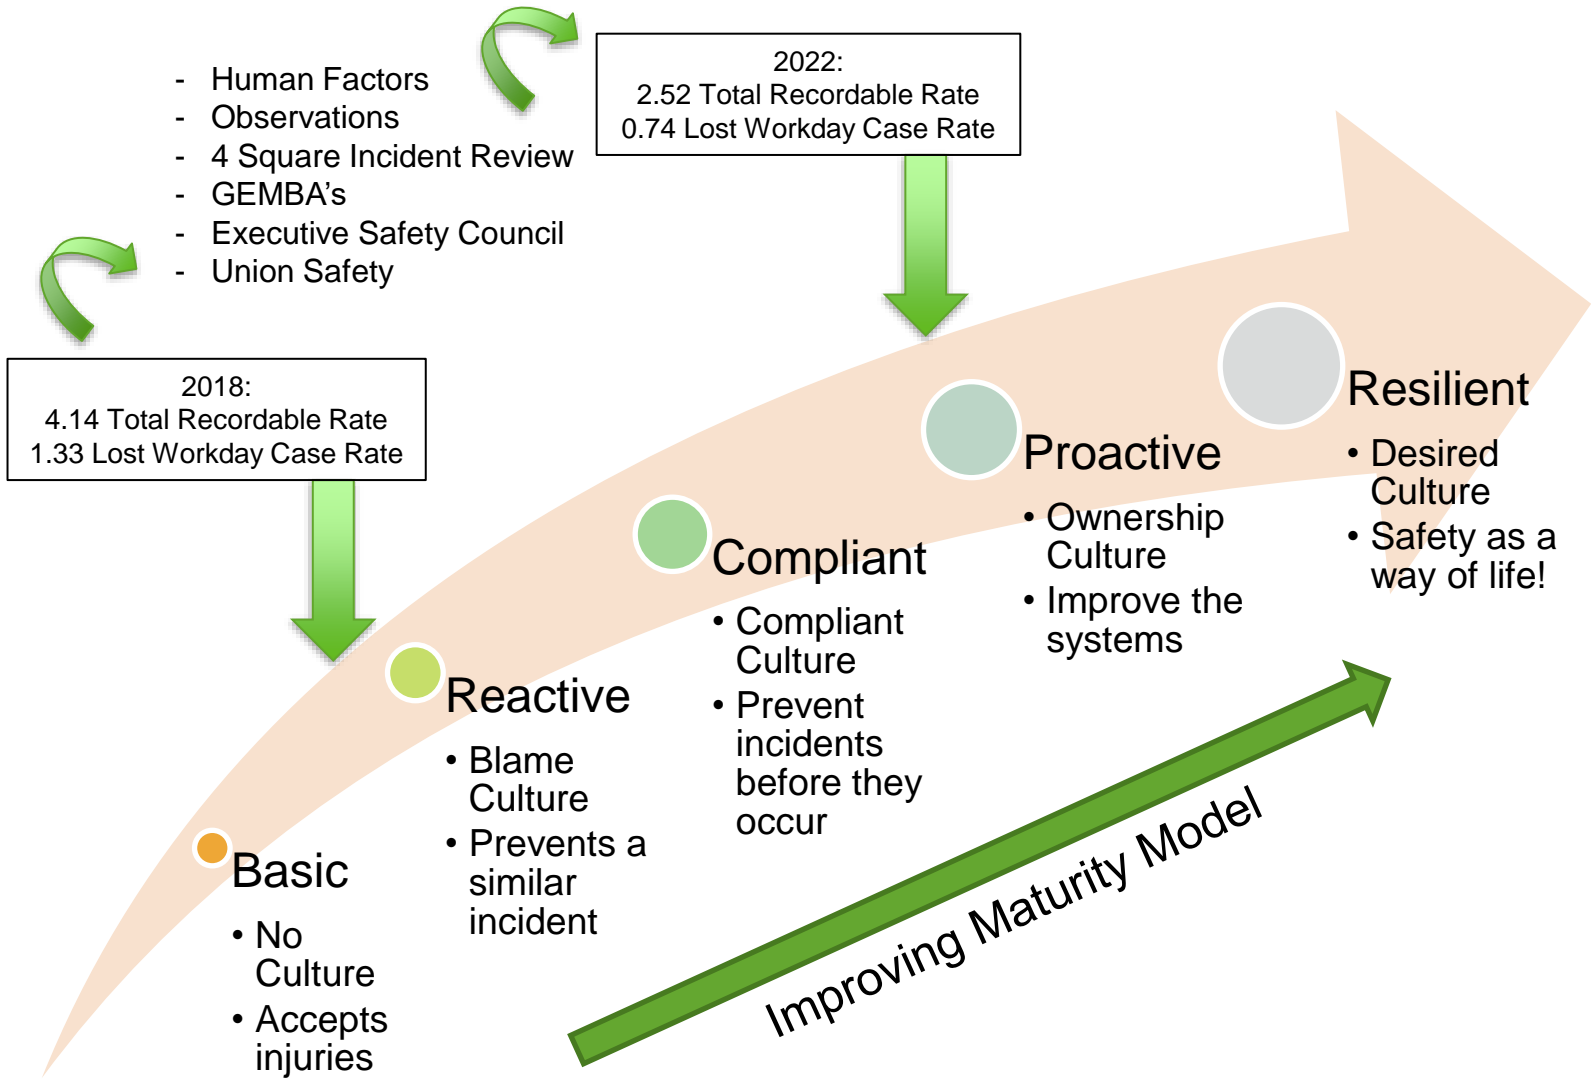 - Human Factors
- Observations
- 4 Square Incident Review
- GEMBA’s
- Executive Safety Council
- Union Safety
2022:
2.52 Total Recordable Rate
0.74 Lost Workday Case Rate
2018:
4.14 Total Recordable Rate
1.33 Lost Workday Case Rate
Basic
• No
Culture
• Accepts
injuries
Reactive
• Blame
Culture
• Prevents a
similar
incident
Compliant
• Compliant
Culture
• Prevent
incidents
before they
occur
Proactive
• Ownership
Culture
• Improve the
systems
Resilient
• Desired
Culture
• Safety as a
way of life!
Improving Maturity Model